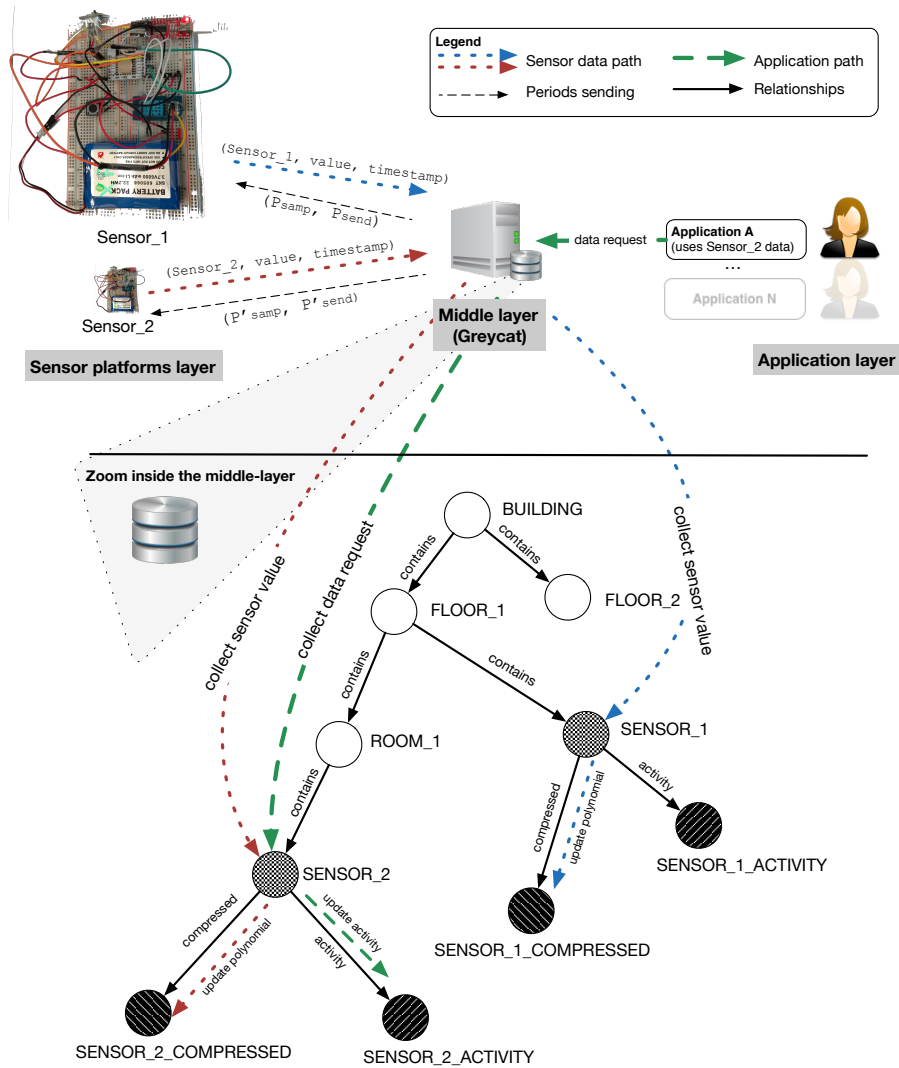 Legend
Sensor data path
Application path
Periods sending
Relationships
(Sensor_1, value, timestamp)
(Psamp, Psend)
BATTERY PACK
Sensor_1
(Sensor_2, value, timestamp)
(P'samp, P'send)
Sensor_2
data request
Application A
(uses Sensor_2 data)
...
Application N
Sensor platforms layer
Middle layer
(Greycat)
Application layer
Zoom inside the middle-layer
collect sensor value
collect data request
collect sensor value
BUILDING
contains
contains
FLOOR_1
FLOOR_2
contains
contains
ROOM_1
SENSOR_1
contains
compressed
update polynomial
activity
SENSOR_1_ACTIVITY
SENSOR_2
SENSOR_1_COMPRESSED
compressed
update polynomial
update activity
activity
SENSOR_2_COMPRESSED
SENSOR_2_ACTIVITY